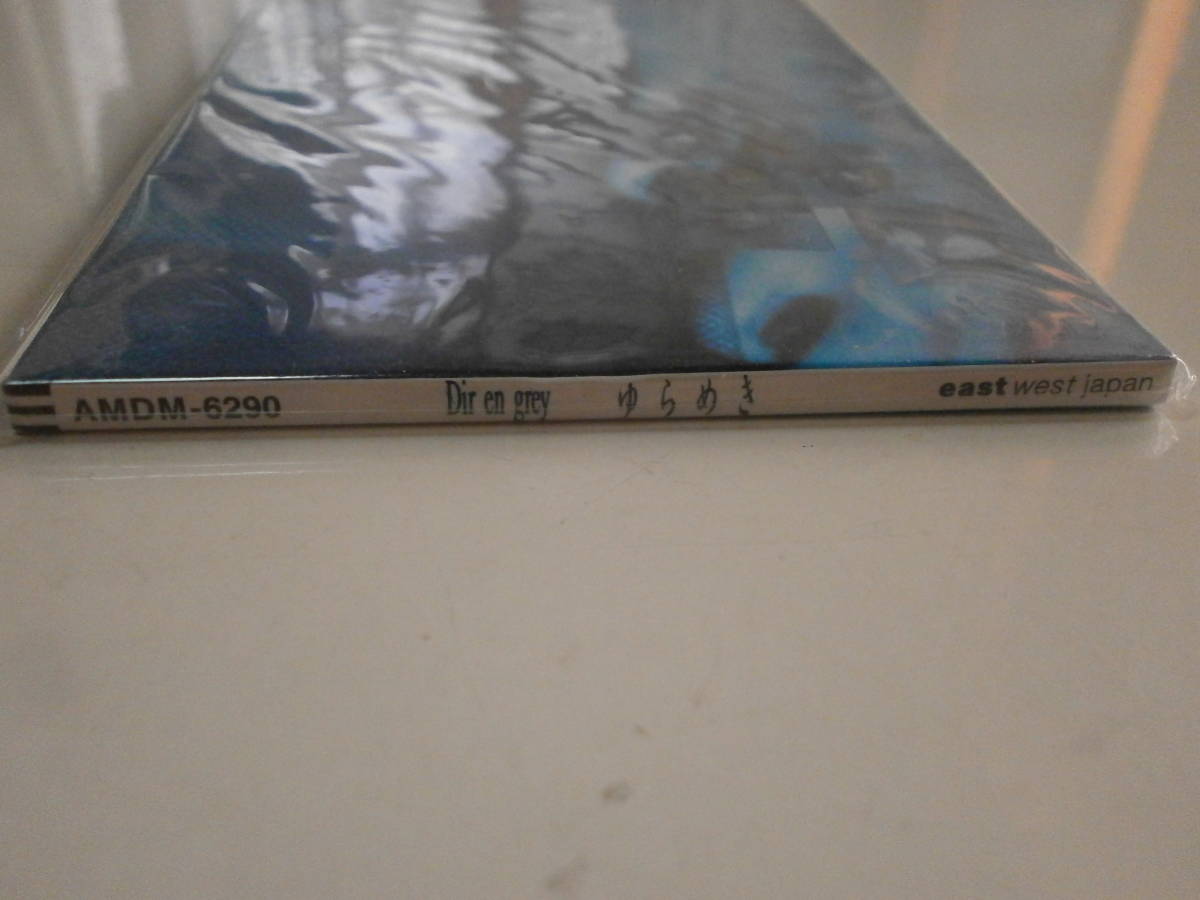 AMDM-6290 Dir en grey ゆらめき east west japan